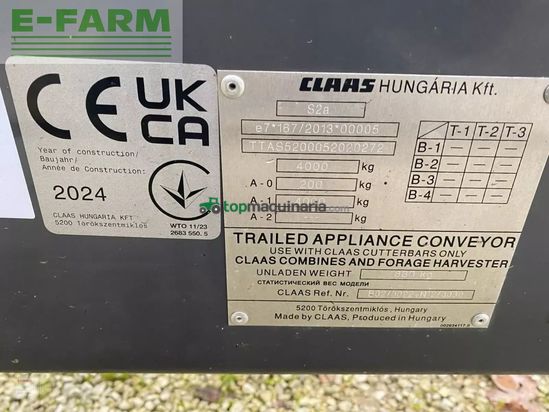 E-FARM
CE UK CA
Year of construction/
Baujahr/
Année de Construction:
2024
CLAAS HUNGARIA KFT
5200 Törökszentmiklós
WTO 11/23
2683 550. 5
CLAAS HUNGÁRIA Kft.
S2a
e7*167/2013*00005
TTAS5200052020272
4000 kg
A-0 200 kg
A-1 kg
A-2 kg
T-1 T-2 T-3
B-1
B-2
B-3
B-4
topmaquinaria.com
TRAILED APPLIANCE CONVEYOR
USE WITH CLAAS CUTTERBARS ONLY
CLAAS COMBINES AND FORAGE HARVESTER
UNLADEN WEIGHT kg
СТАТИСТИЧЕСКИЙ ВЕС МОДЕЛИ
CLAAS Ref. Nr.
5200 Törökszentmiklós, Hungary
Made by CLAAS, Produced in Hungary